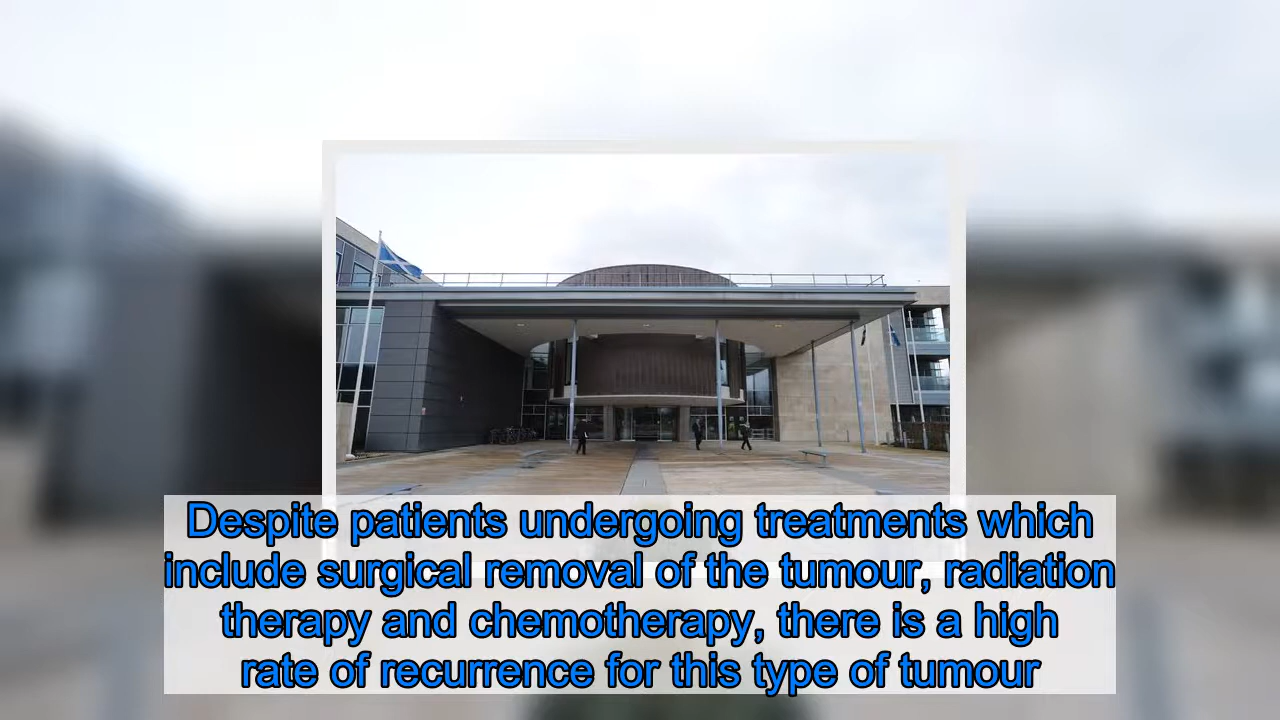 Despite patients undergoing treatments which
include surgical removal of the tumour, radiation
therapy and chemotherapy, there is a high
rate of recurrence for this type of tumour